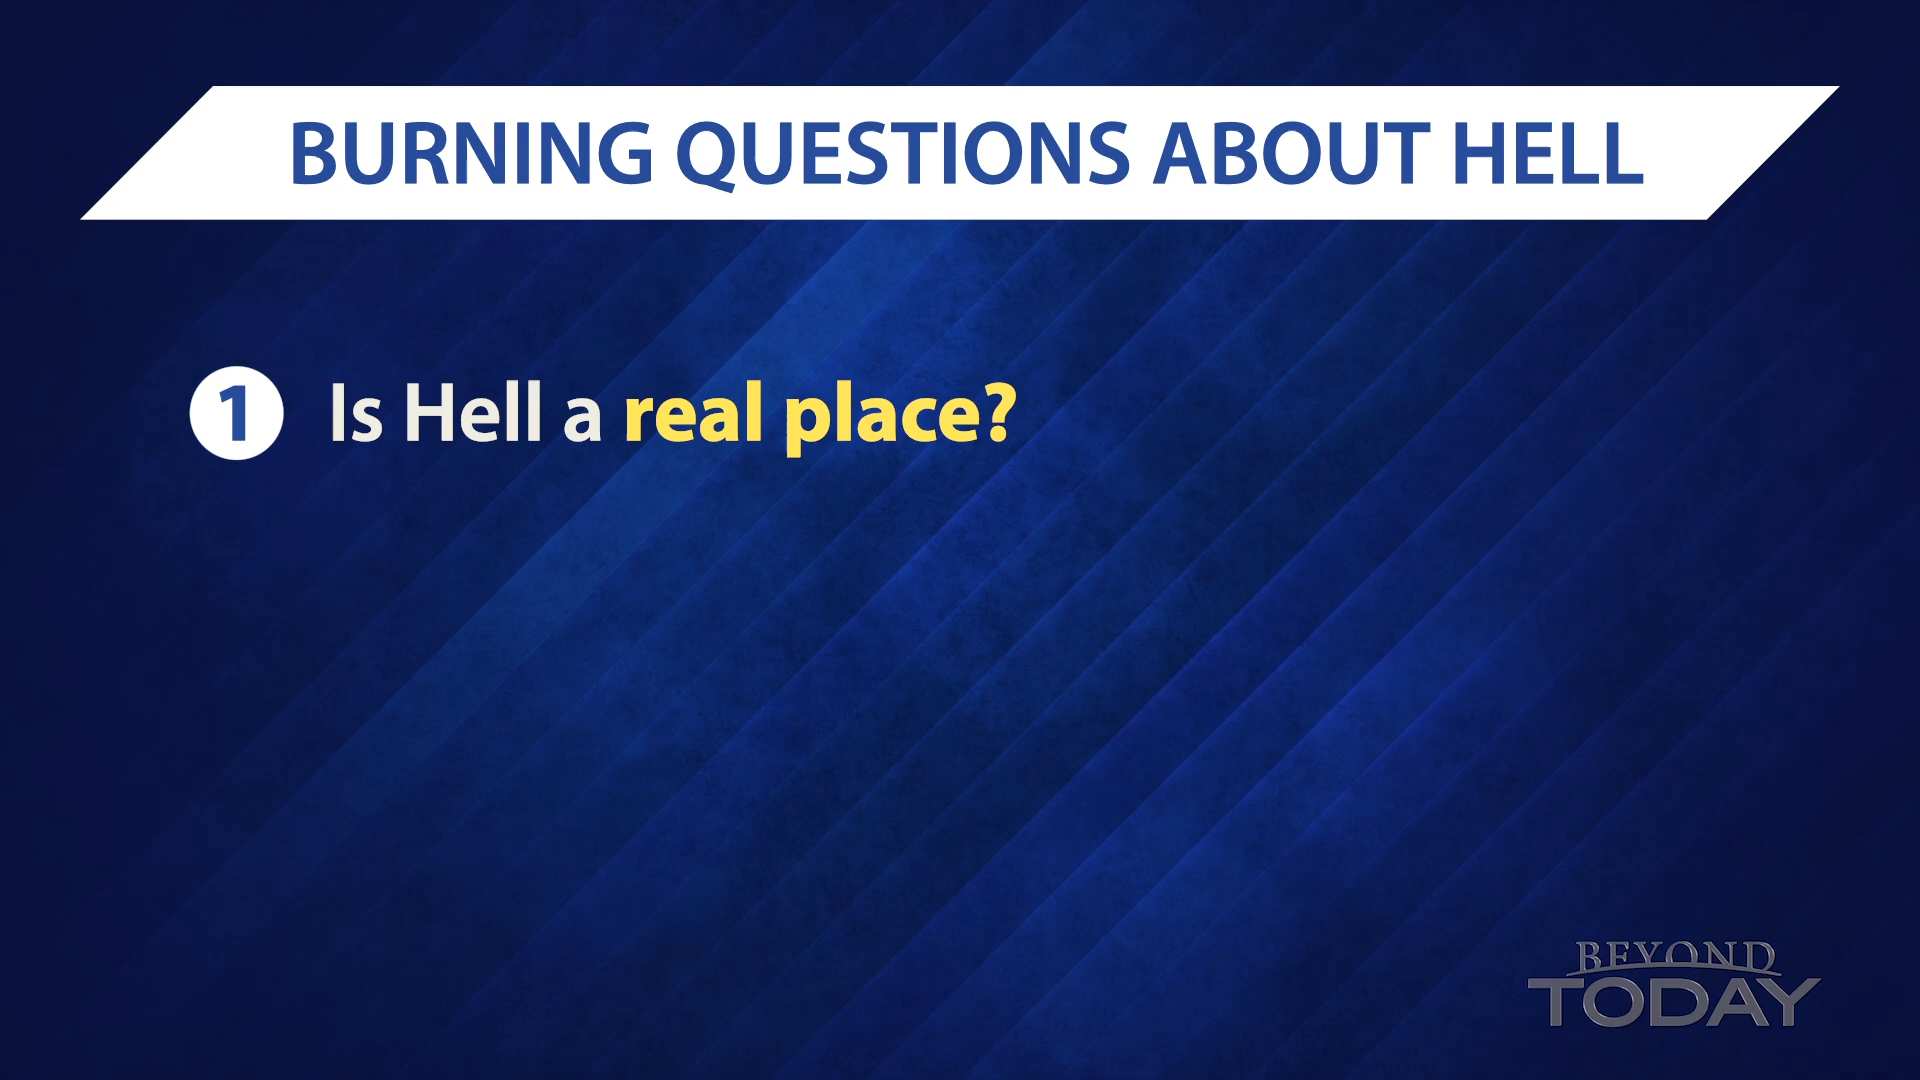 BURNING QUESTIONS ABOUT HELL
1 Is Hell a real place?
BEYOND
TODAY